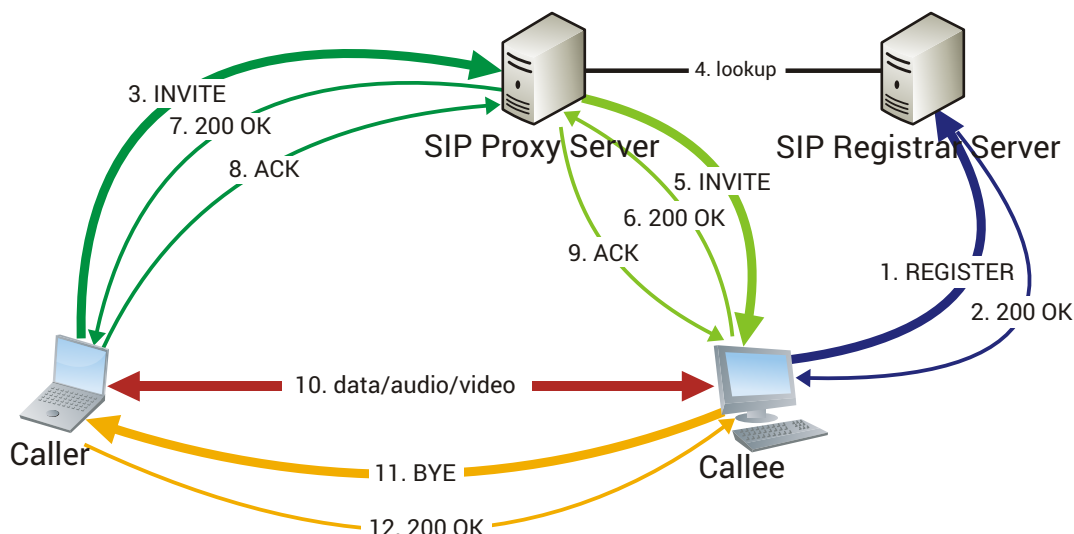 3. INVITE
4. lookup
7. 200 OK
8. ACK
SIP Proxy Server
SIP Registrar Server
5. INVITE
6. 200 OK
9. ACK
1. REGISTER
2. 200 OK
10. data/audio/video
Caller
Callee
11. BYE
12. 200 OK